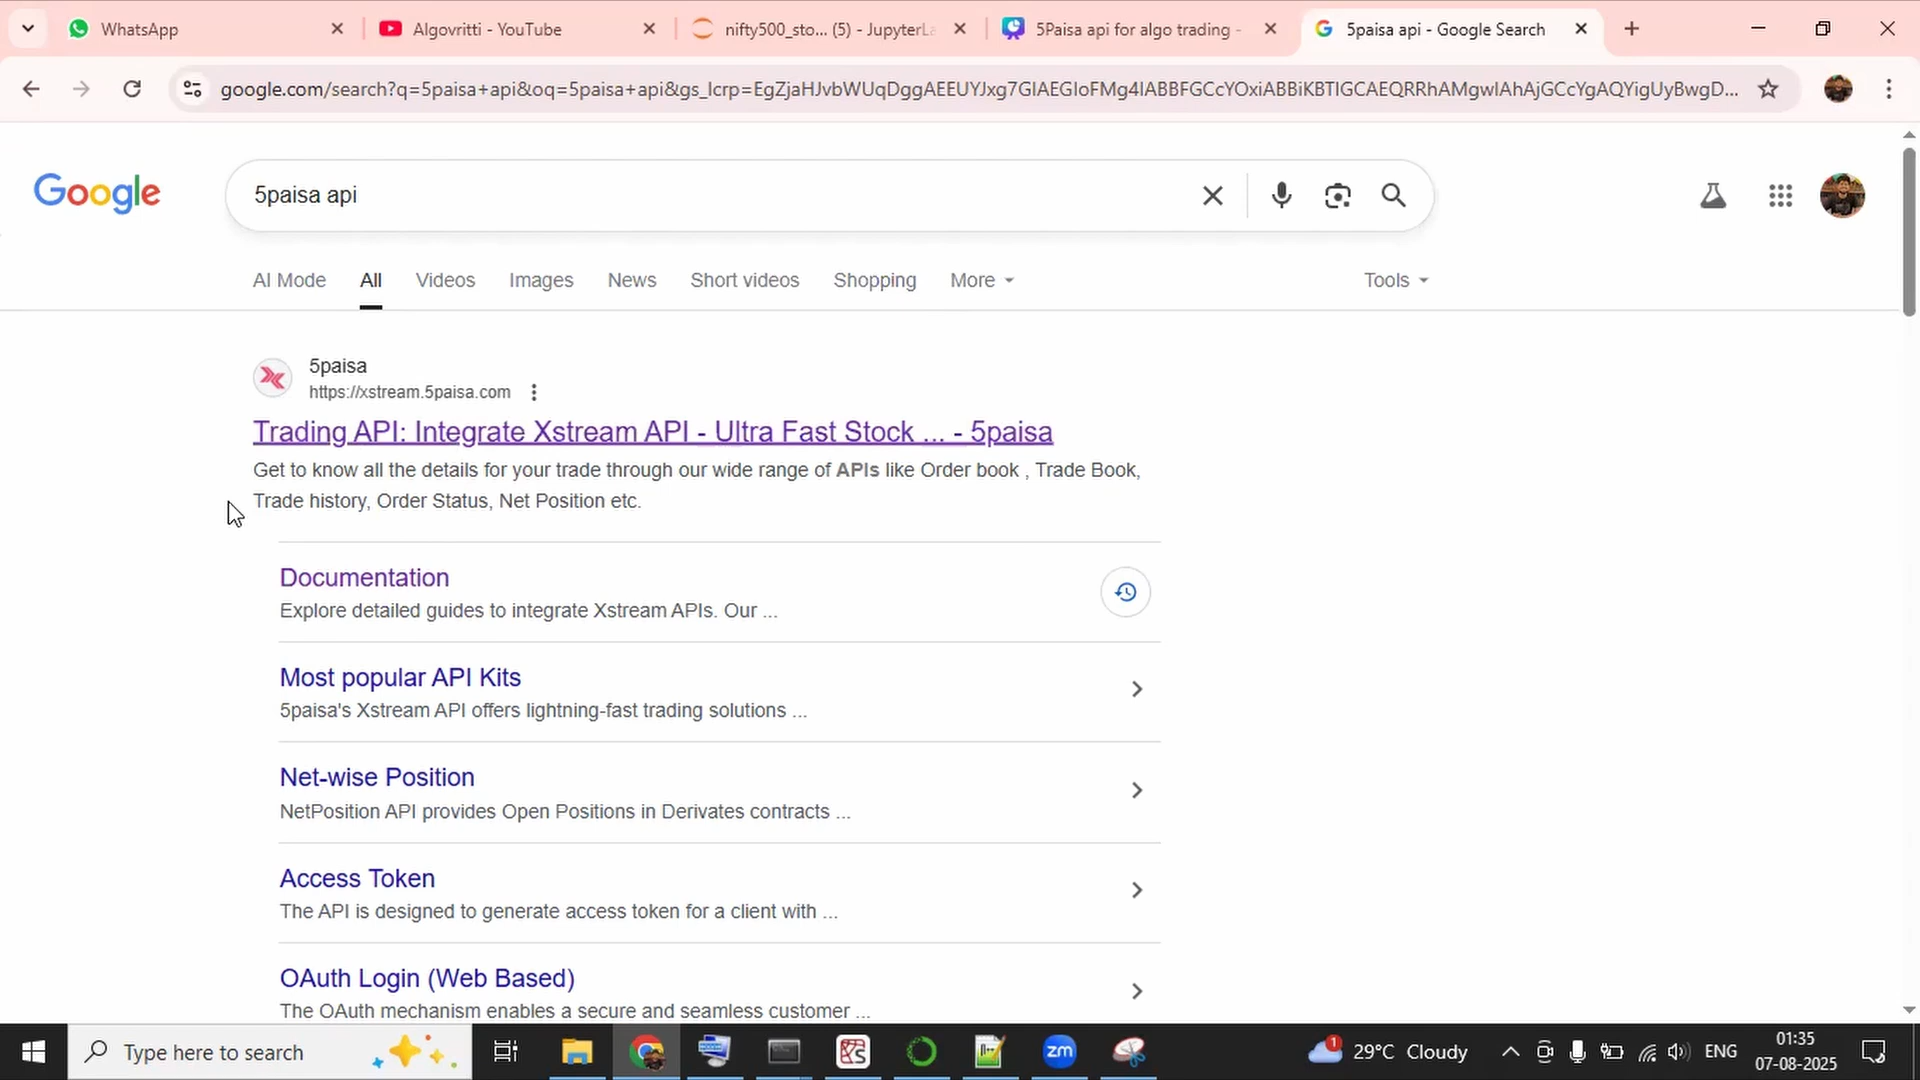 WhatsApp
Algovritti - YouTube
nifty500_sto... (5) - JupyterLa
5Paisa api for algo trading -
5paisa api - Google Search
google.com/search?q=5paisa+api&oq=5paisa+api&gs_lcrp=EgZjaHJvbWUqDggAEEUYJxg7GIAEGIoFMg4IABBFGCcYOxiABBiKBTIGCAEQRRhAMgwIAhAjGCcYgAQYigUyBwgD...
Google
5paisa api
AI Mode
All
Videos
Images
News
Short videos
Shopping
More
Tools
5paisa
https://xstream.5paisa.com
Trading API: Integrate Xstream API - Ultra Fast Stock ... - 5paisa
Get to know all the details for your trade through our wide range of APIs like Order book , Trade Book,
Trade history, Order Status, Net Position etc.
Documentation
Explore detailed guides to integrate Xstream APIs. Our ...
Most popular API Kits
5paisa's Xstream API offers lightning-fast trading solutions ...
Net-wise Position
NetPosition API provides Open Positions in Derivates contracts ...
Access Token
The API is designed to generate access token for a client with ...
OAuth Login (Web Based)
The OAuth mechanism enables a secure and seamless customer ...
Type here to search
zm
1
29°C Cloudy
ENG
01:35
07-08-2025